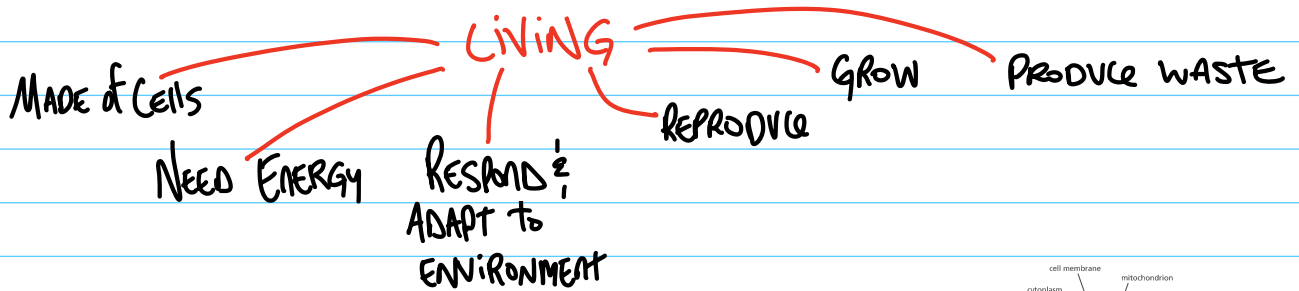 LiViNG
MADE of Cells
NEED ENERGY
RESPOND &
ADAPT to
ENViRONMENt
REPRODUCe
GROW
PRODUCe WASTE
cell membrane
mitochondrion
cytoplasm